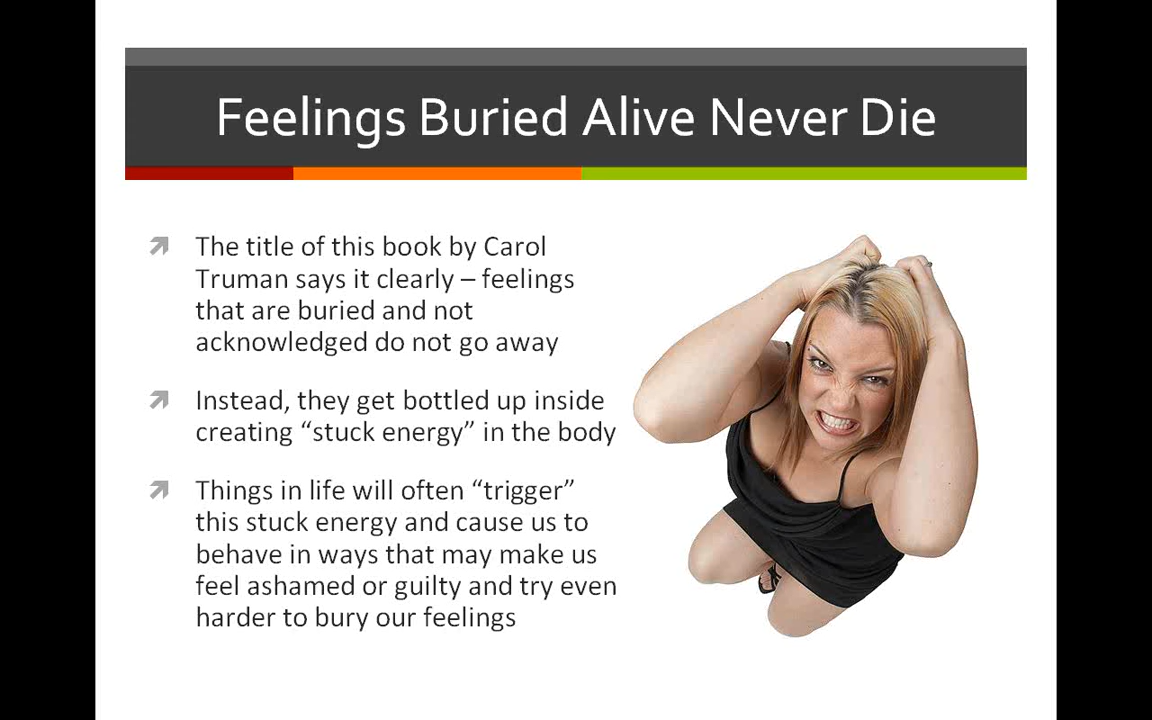 Feelings Buried Alive Never Die
The title of this book by Carol
Truman says it clearly – feelings
that are buried and not
acknowledged do not go away
Instead, they get bottled up inside
creating “stuck energy” in the body
Things in life will often “trigger”
this stuck energy and cause us to
behave in ways that may make us
feel ashamed or guilty and try even
harder to bury our feelings